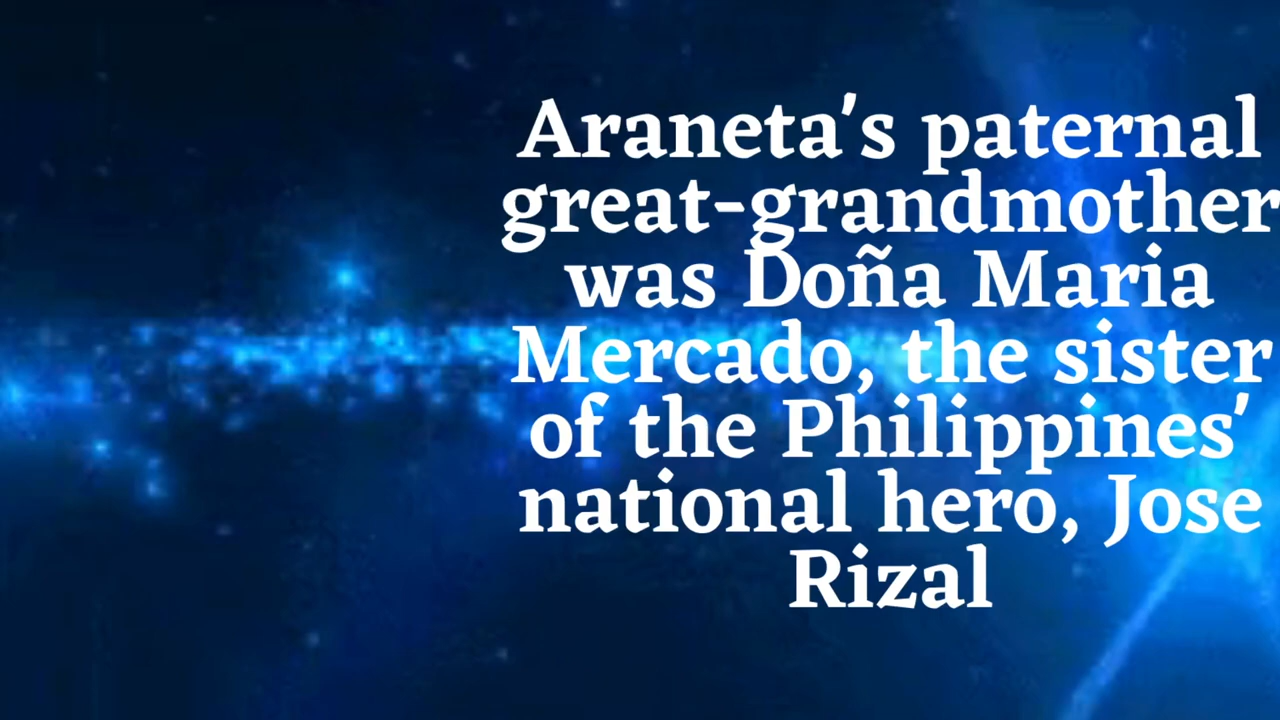 Araneta's paternal
great-grandmother
was Doña Maria
Mercado, the sister
of the Philippines'
national hero, Jose
Rizal